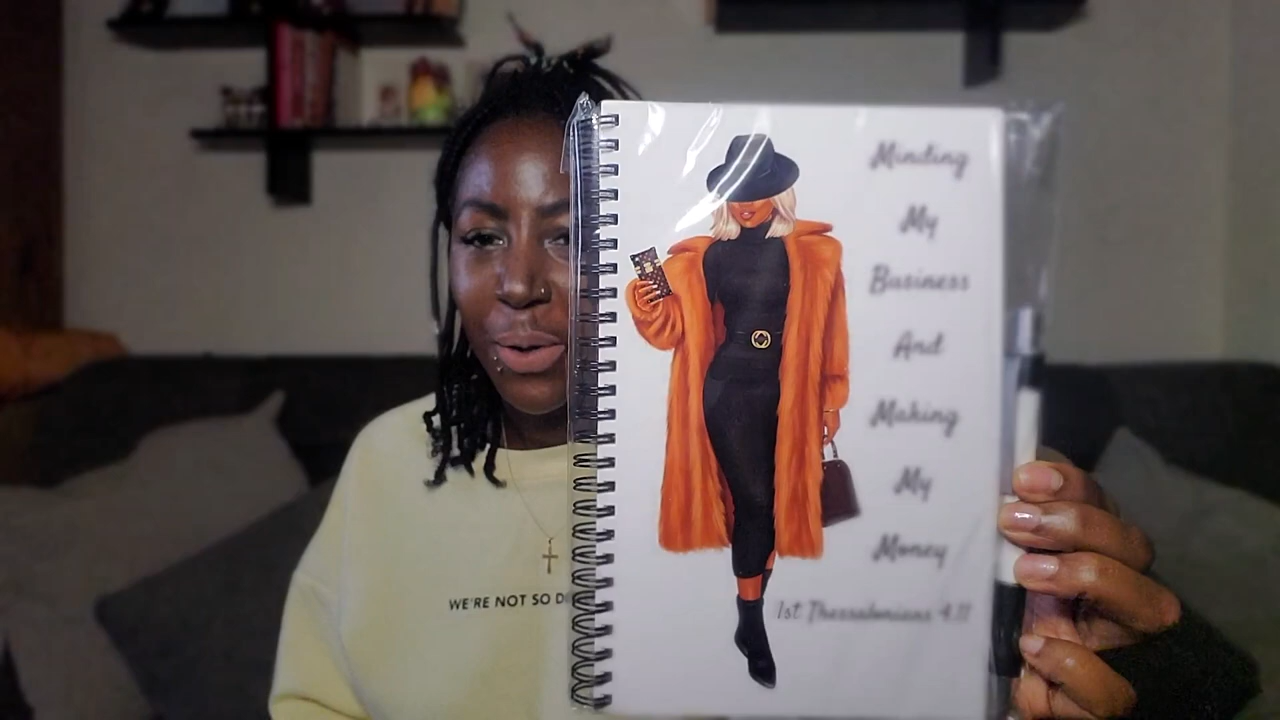 Minding
My
Business
And
Making
My
Money
1st Thessalonians 4:11
WE'RE NOT SO